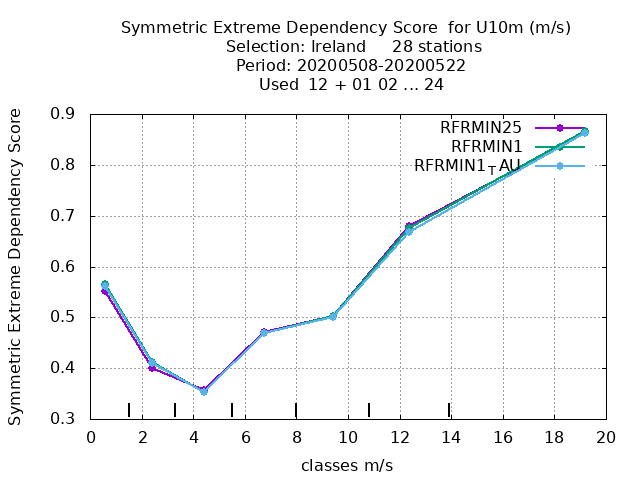 Symmetric Extreme Dependency Score  for U10m (m/s)
Selection: Ireland     28 stations
Period: 20200508-20200522
Used  12 + 01 02 ... 24
Symmetric Extreme Dependency Score
0.9
0.8
0.7
0.6
0.5
0.4
0.3
RFRMIN25
RFRMIN1
RFRMIN1TAU
0 2 4 6 8 10 12 14 16 18 20
classes m/s